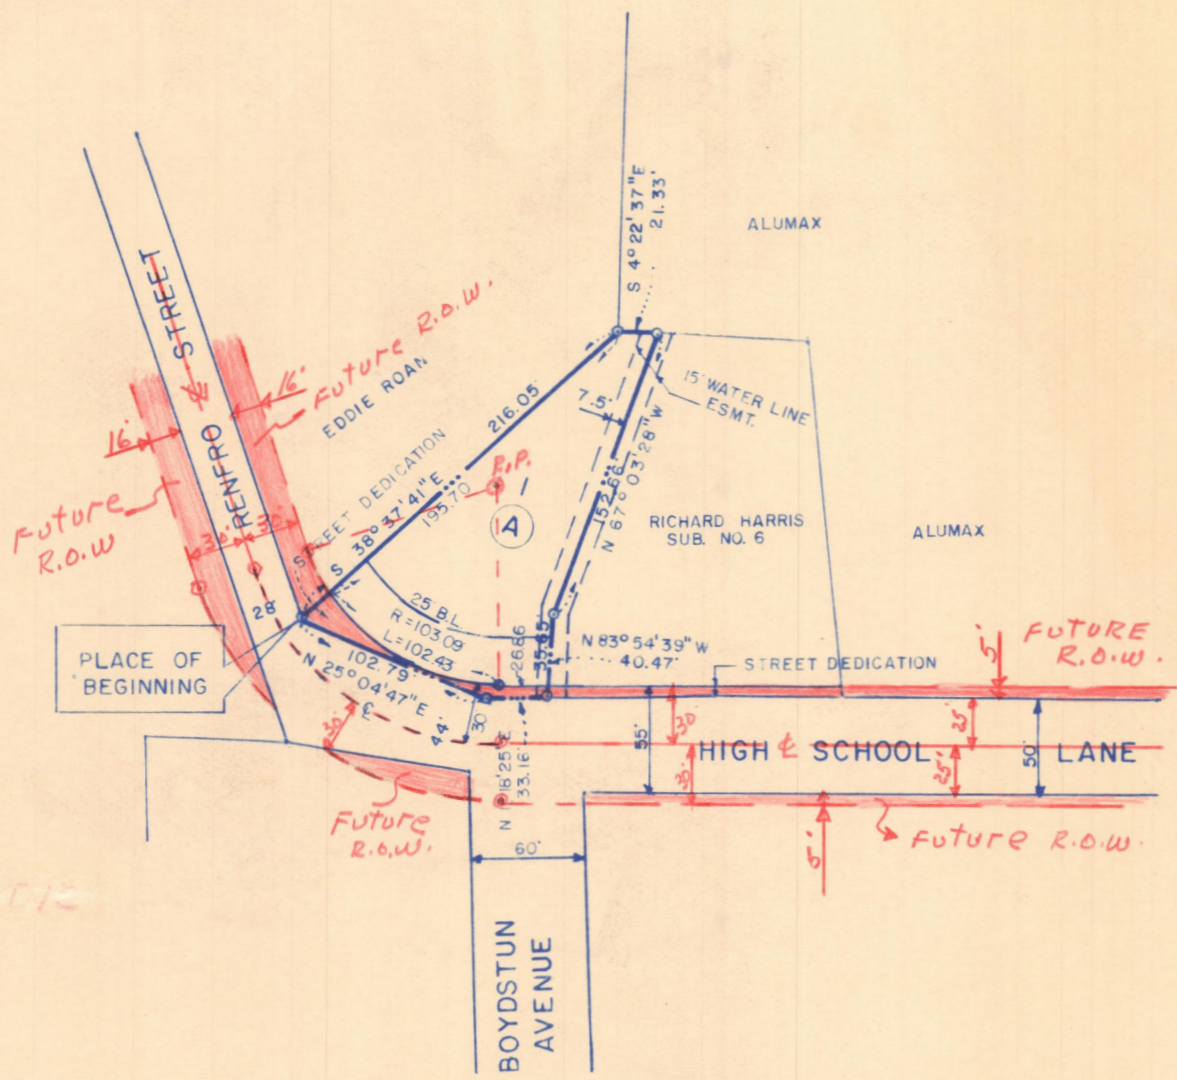 S 4° 22' 37" E
21.33'
ALUMAX
RENFRO ℄ STREET
Future R.O.W.
EDDIE ROAN
16'
16'
Future
R.O.W
30'
30'
28'
216.05'
STREET DEDICATION
S 38° 37' 41" E
195.70
P.P.
A
7.5'
15' WATER LINE
ESMT.
152.66'
N 67° 03' 28" W
RICHARD HARRIS
SUB. NO. 6
ALUMAX
25' B.L.
R=103.09
L=102.43
26.86
35.65'
N 83° 54' 39" W
40.47'
STREET DEDICATION
5'
FUTURE
R.O.W.
PLACE OF
BEGINNING
102.79'
N 25° 04' 47" E
℄
30'
44'
30'
18' 25" E
33.16'
55'
30'
HIGH ℄ SCHOOL LANE
25'
25'
50'
Future
R.O.W.
5'
Future R.O.W.
60'
BOYDSTUN
AVENUE